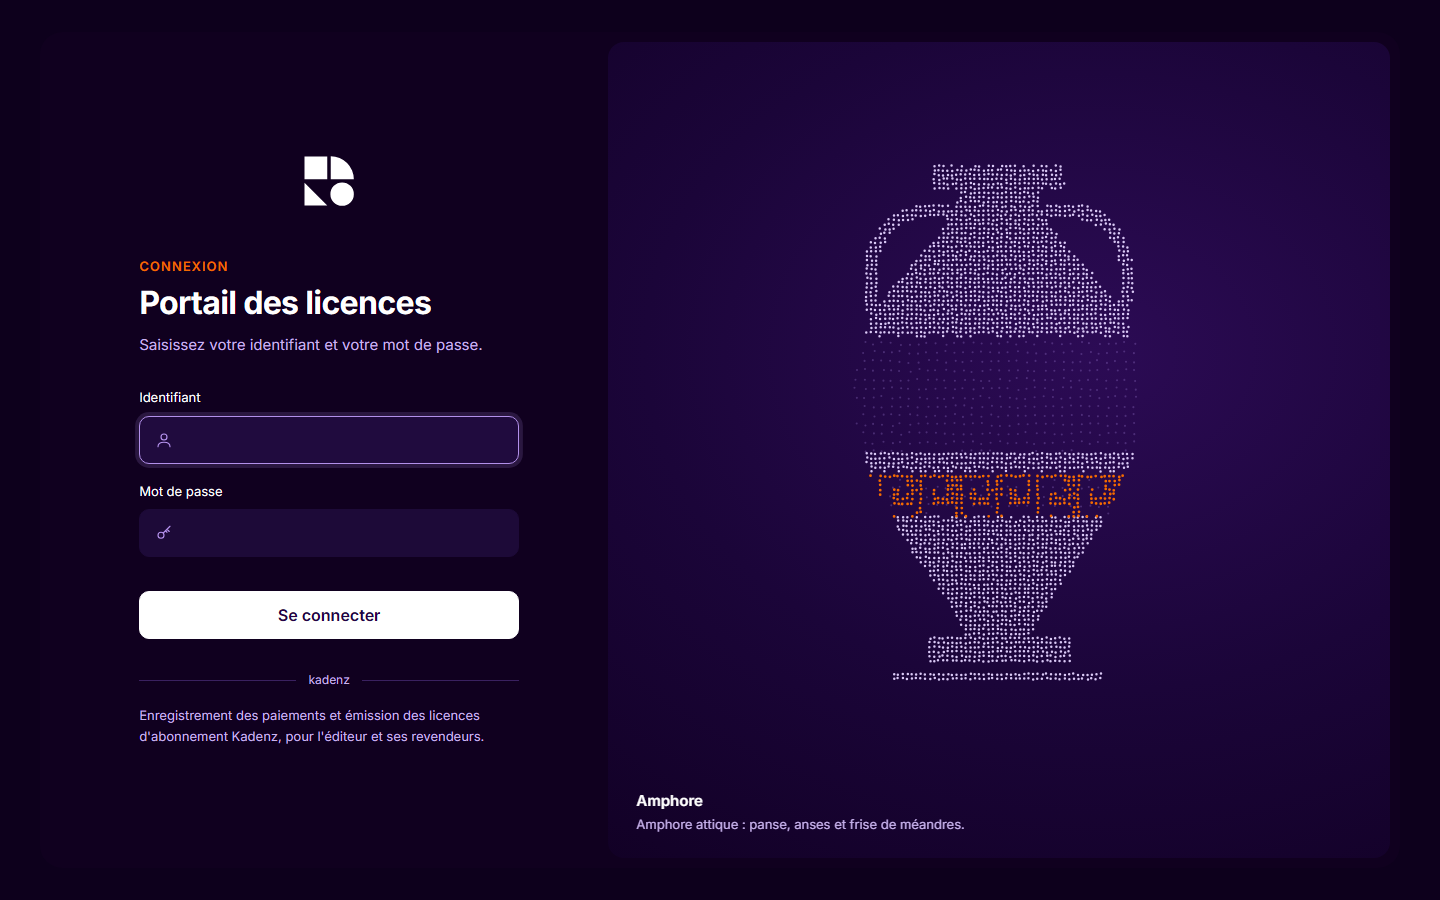 CONNEXION
Portail des licences
Saisissez votre identifiant et votre mot de passe.
Identifiant
Mot de passe
Se connecter
kadenz
Enregistrement des paiements et émission des licences
d'abonnement Kadenz, pour l'éditeur et ses revendeurs.
Amphore
Amphore attique : panse, anses et frise de méandres.